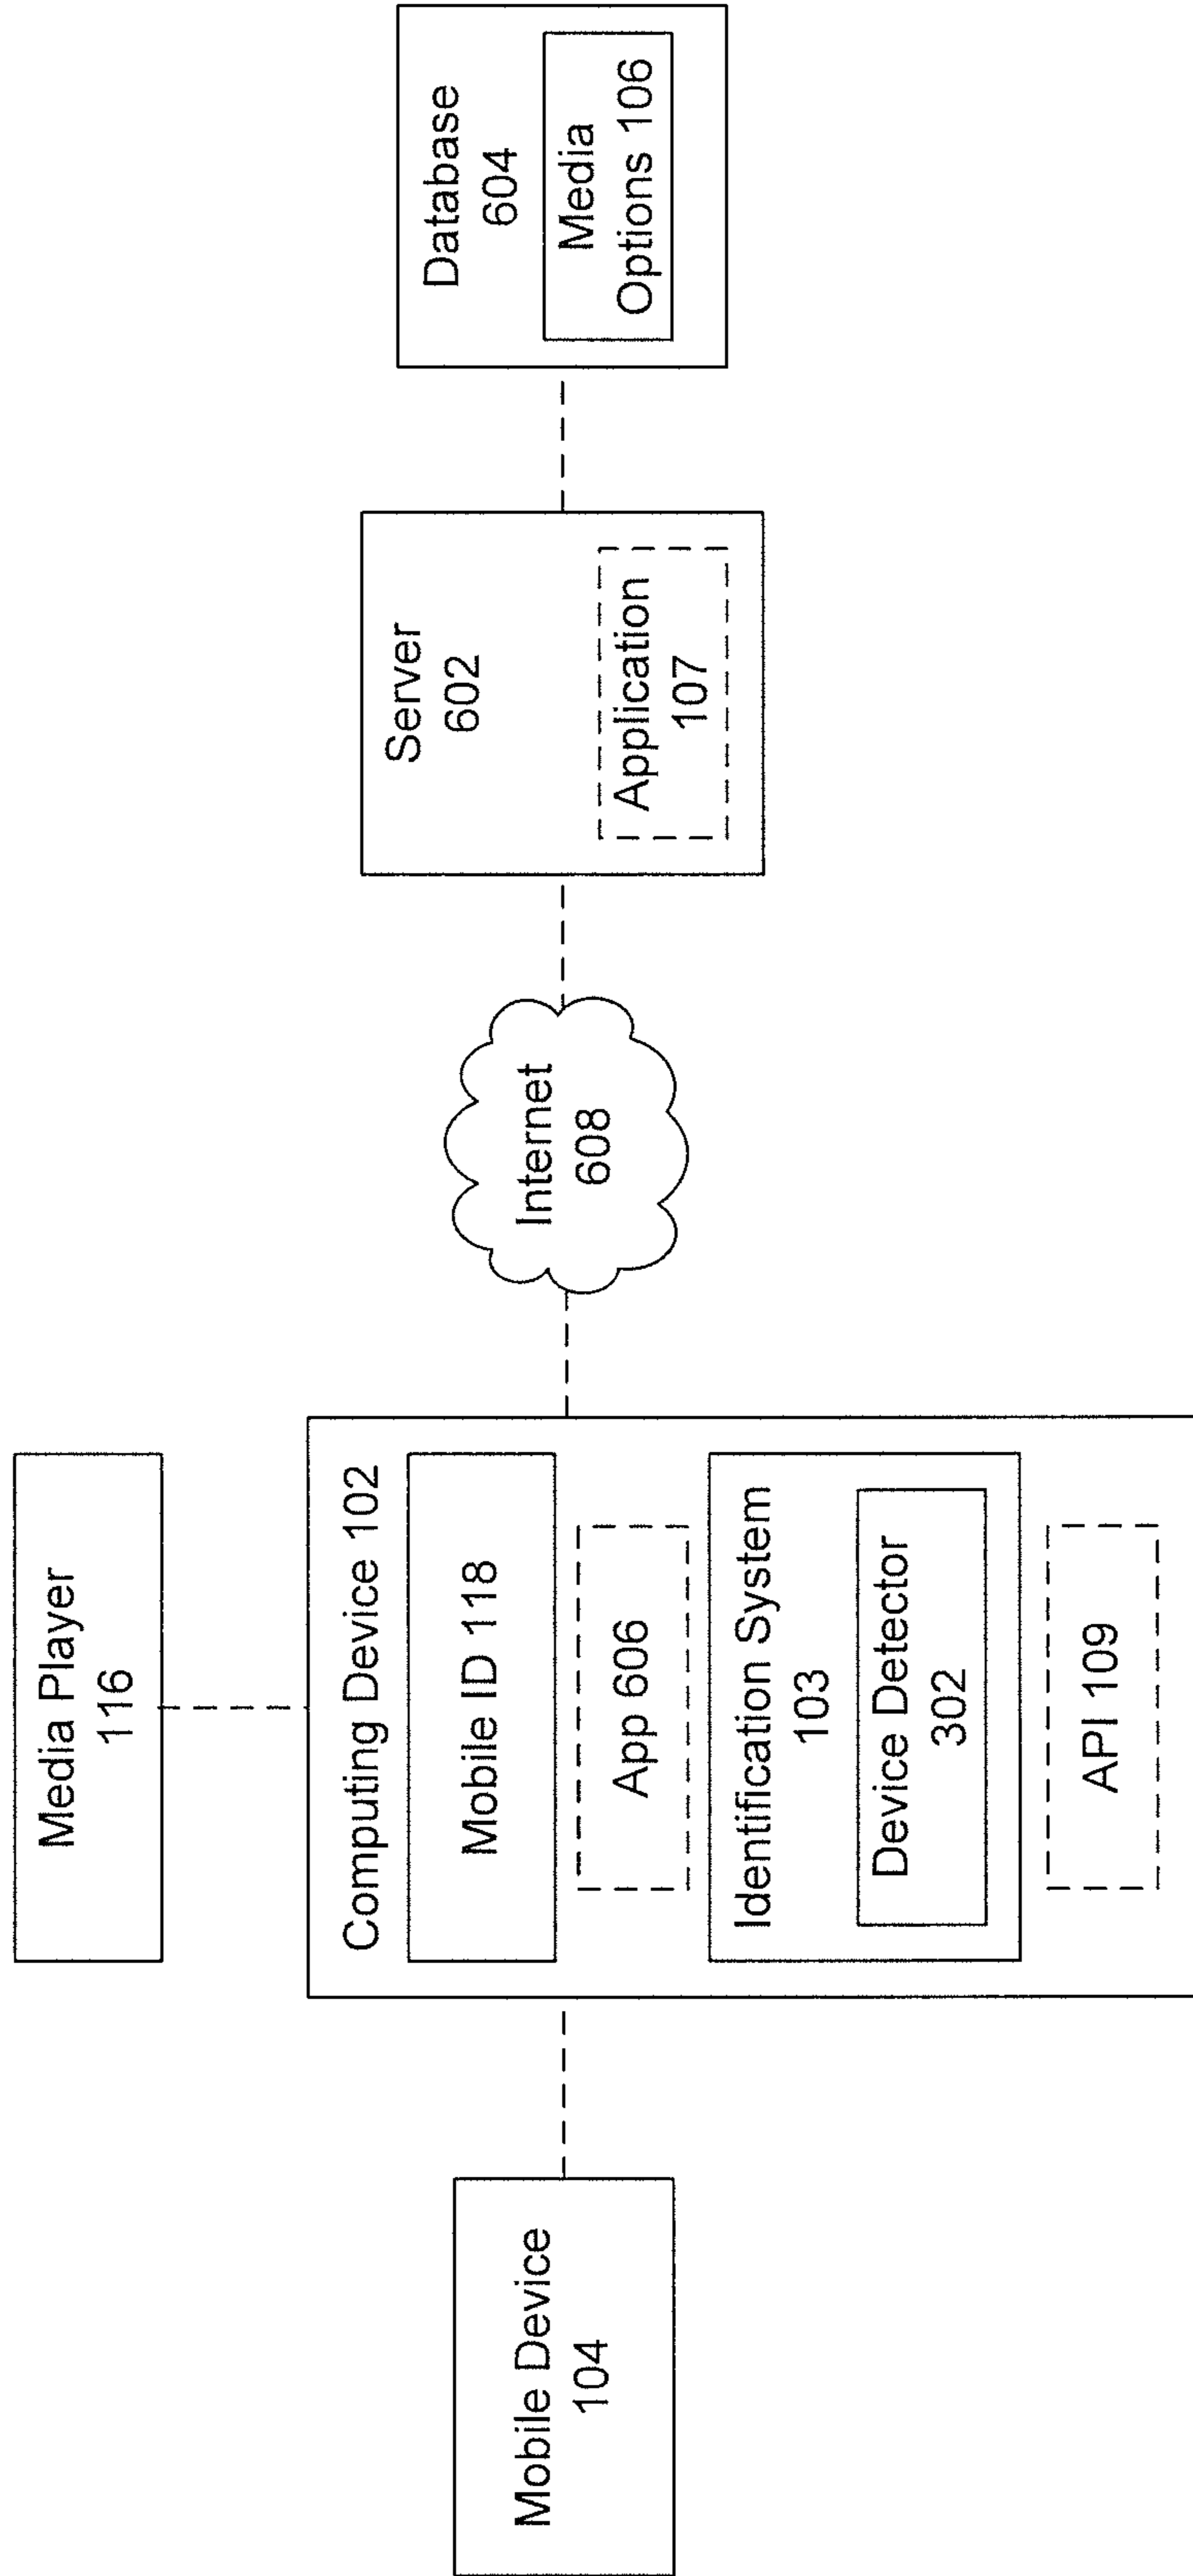 Media Player
116
Computing Device 102
Mobile ID 118
App 606
Identification System
103
Device Detector
302
API 109
Mobile Device
104
Internet
608
Server
602
Application
107
Database
604
Media
Options 106